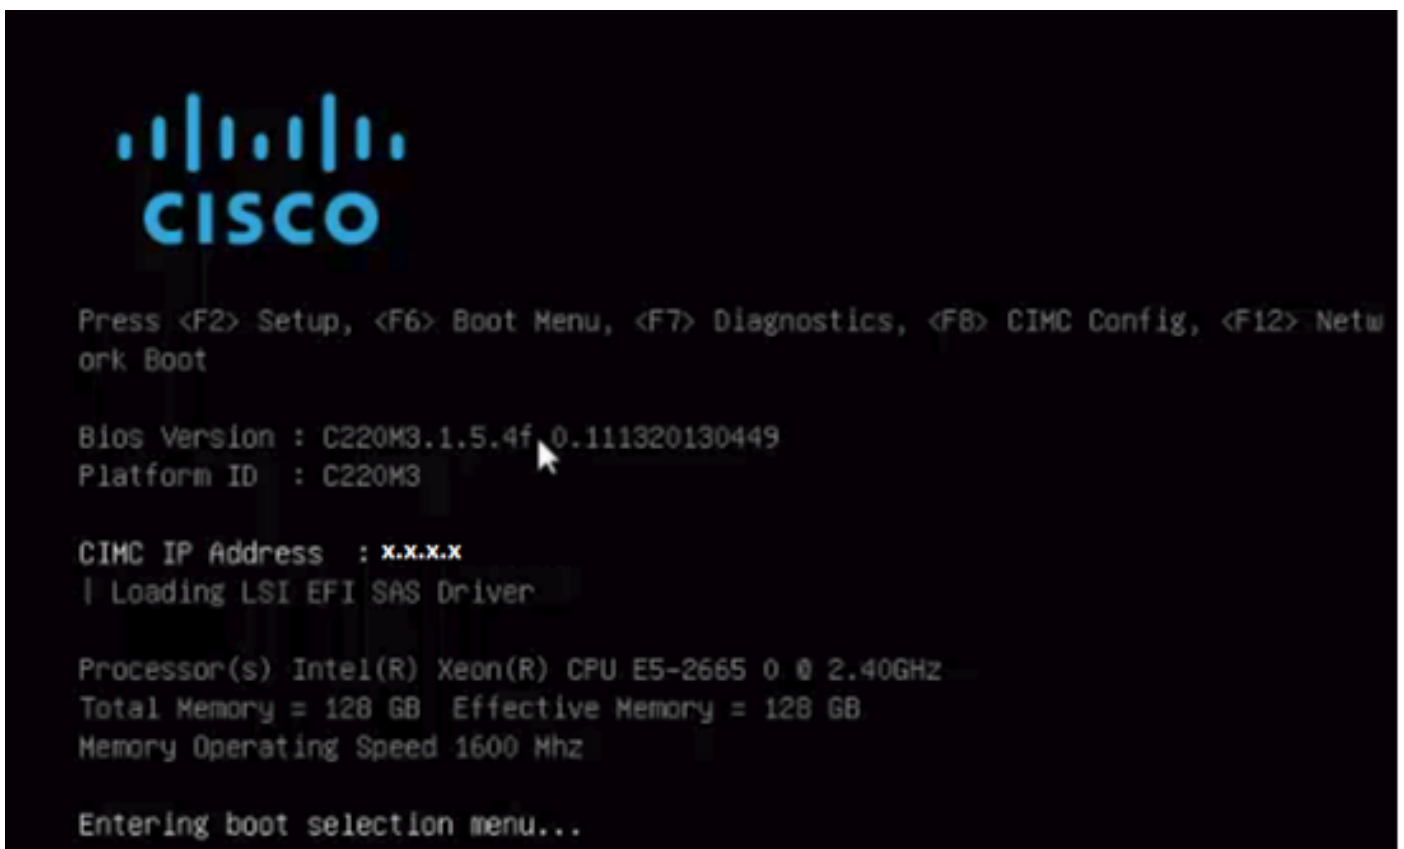 CISCO
Press <F2> Setup, <F6> Boot Menu, <F7> Diagnostics, <F8> CIMC Config, <F12> Netw
ork Boot
Bios Version : C220M3.1.5.4f.0.111320130449
Platform ID : C220M3
CIMC IP Address : x.x.x.x
| Loading LSI EFI SAS Driver
Processor(s) Intel(R) Xeon(R) CPU E5-2665 0 @ 2.40GHz
Total Memory = 128 GB Effective Memory = 128 GB
Memory Operating Speed 1600 Mhz
Entering boot selection menu...